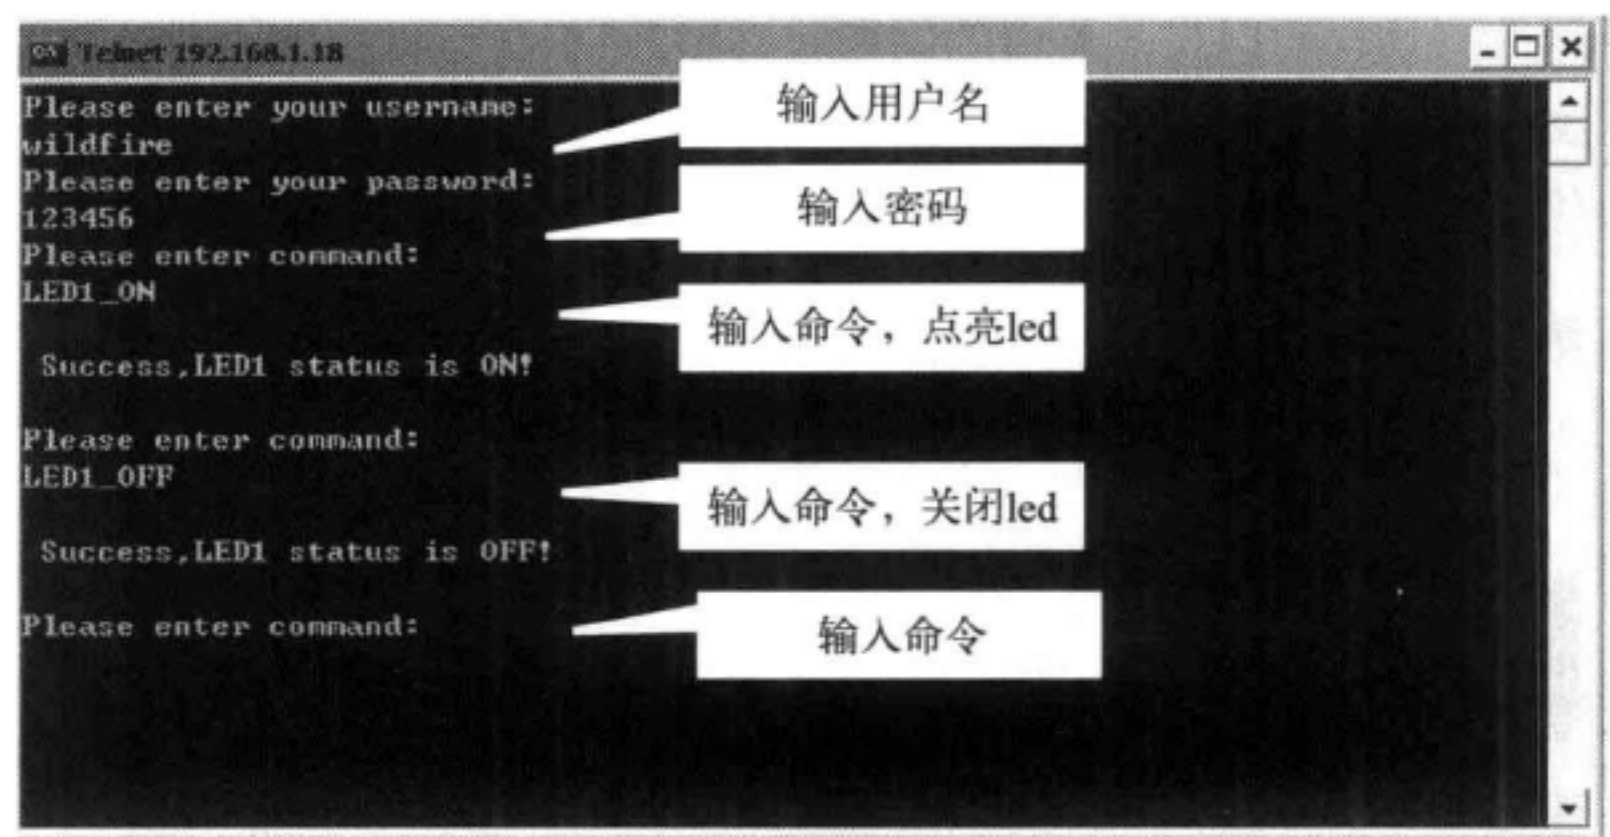 Telnet 192.168.1.18
Please enter your username:
输入用户名
wildfire
Please enter your password:
输入密码
123456
Please enter command:
LED1_ON
输入命令，点亮led
Success,LED1 status is ON!
Please enter command:
LED1_OFF
输入命令，关闭led
Success,LED1 status is OFF!
Please enter command:
输入命令